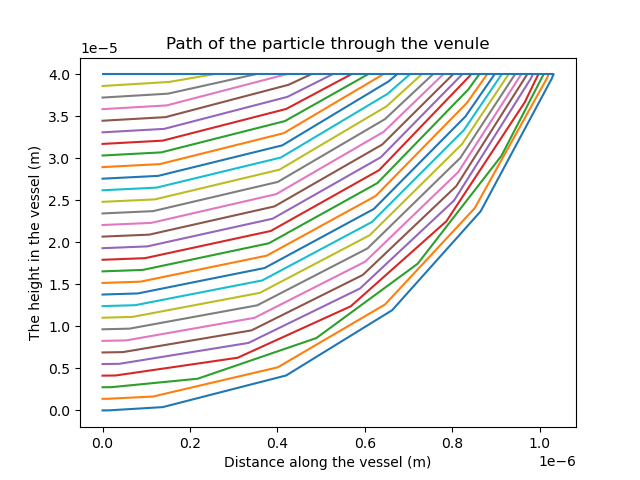 Path of the particle through the venule
1e−5
4.0
3.5
3.0
2.5
2.0
1.5
1.0
0.5
0.0
The height in the vessel (m)
0.0 0.2 0.4 0.6 0.8 1.0
1e−6
Distance along the vessel (m)